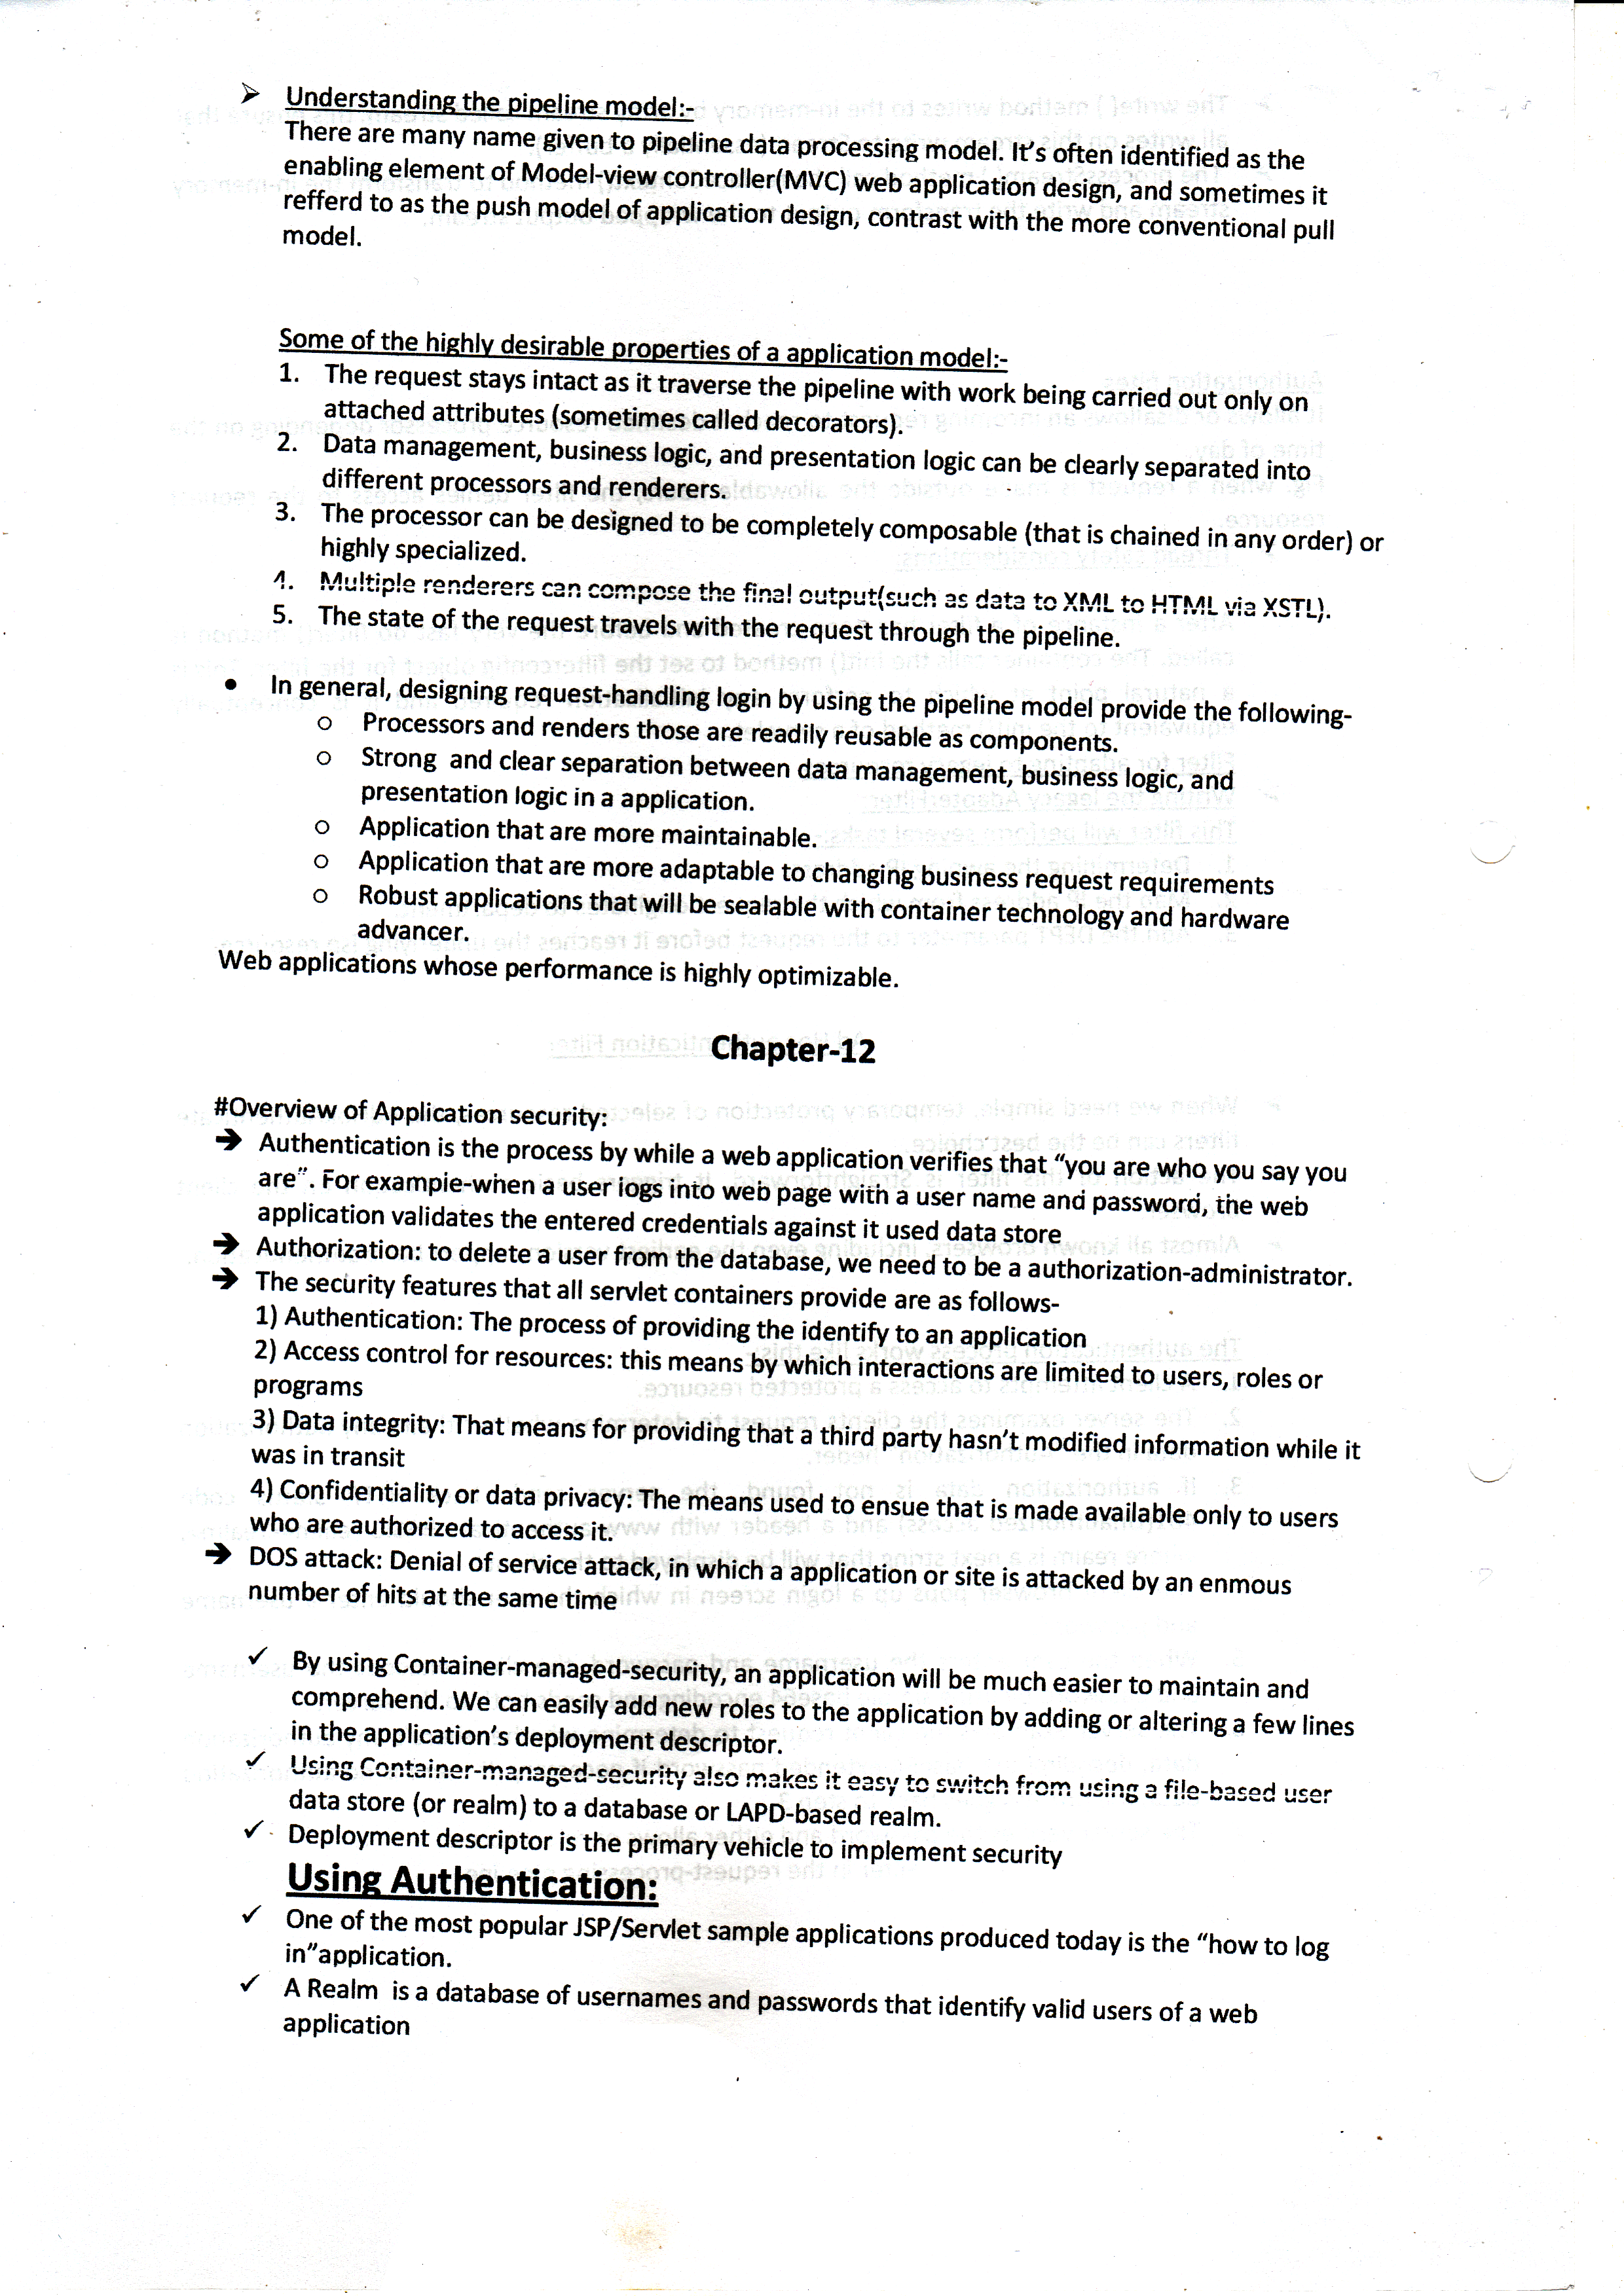 ➢ Understanding the pipeline model:-
There are many name given to pipeline data processing model. It's often identified as the
enabling element of Model-view controller(MVC) web application design, and sometimes it
refferd to as the push model of application design, contrast with the more conventional pull
model.
Some of the highly desirable properties of a application model:-
1. The request stays intact as it traverse the pipeline with work being carried out only on
attached attributes (sometimes called decorators).
2. Data management, business logic, and presentation logic can be clearly separated into
different processors and renderers.
3. The processor can be designed to be completely composable (that is chained in any order) or
highly specialized.
4. Multiple renderers can compose the final output(such as data to XML to HTML via XSTL).
5. The state of the request travels with the request through the pipeline.
• In general, designing request-handling login by using the pipeline model provide the following-
o Processors and renders those are readily reusable as components.
o Strong and clear separation between data management, business logic, and
presentation logic in a application.
o Application that are more maintainable.
o Application that are more adaptable to changing business request requirements
o Robust applications that will be sealable with container technology and hardware
advancer.
Web applications whose performance is highly optimizable.
Chapter-12
#Overview of Application security:
➔ Authentication is the process by while a web application verifies that "you are who you say you
are". For example-when a user logs into web page with a user name and password, the web
application validates the entered credentials against it used data store
➔ Authorization: to delete a user from the database, we need to be a authorization-administrator.
➔ The security features that all servlet containers provide are as follows-
1) Authentication: The process of providing the identify to an application
2) Access control for resources: this means by which interactions are limited to users, roles or
programs
3) Data integrity: That means for providing that a third party hasn't modified information while it
was in transit
4) Confidentiality or data privacy: The means used to ensue that is made available only to users
who are authorized to access it.
➔ DOS attack: Denial of service attack, in which a application or site is attacked by an enmous
number of hits at the same time
✓ By using Container-managed-security, an application will be much easier to maintain and
comprehend. We can easily add new roles to the application by adding or altering a few lines
in the application's deployment descriptor.
✓ Using Container-managed-security also makes it easy to switch from using a file-based user
data store (or realm) to a database or LAPD-based realm.
✓ Deployment descriptor is the primary vehicle to implement security
Using Authentication:
✓ One of the most popular JSP/Servlet sample applications produced today is the "how to log
in"application.
✓ A Realm is a database of usernames and passwords that identify valid users of a web
application